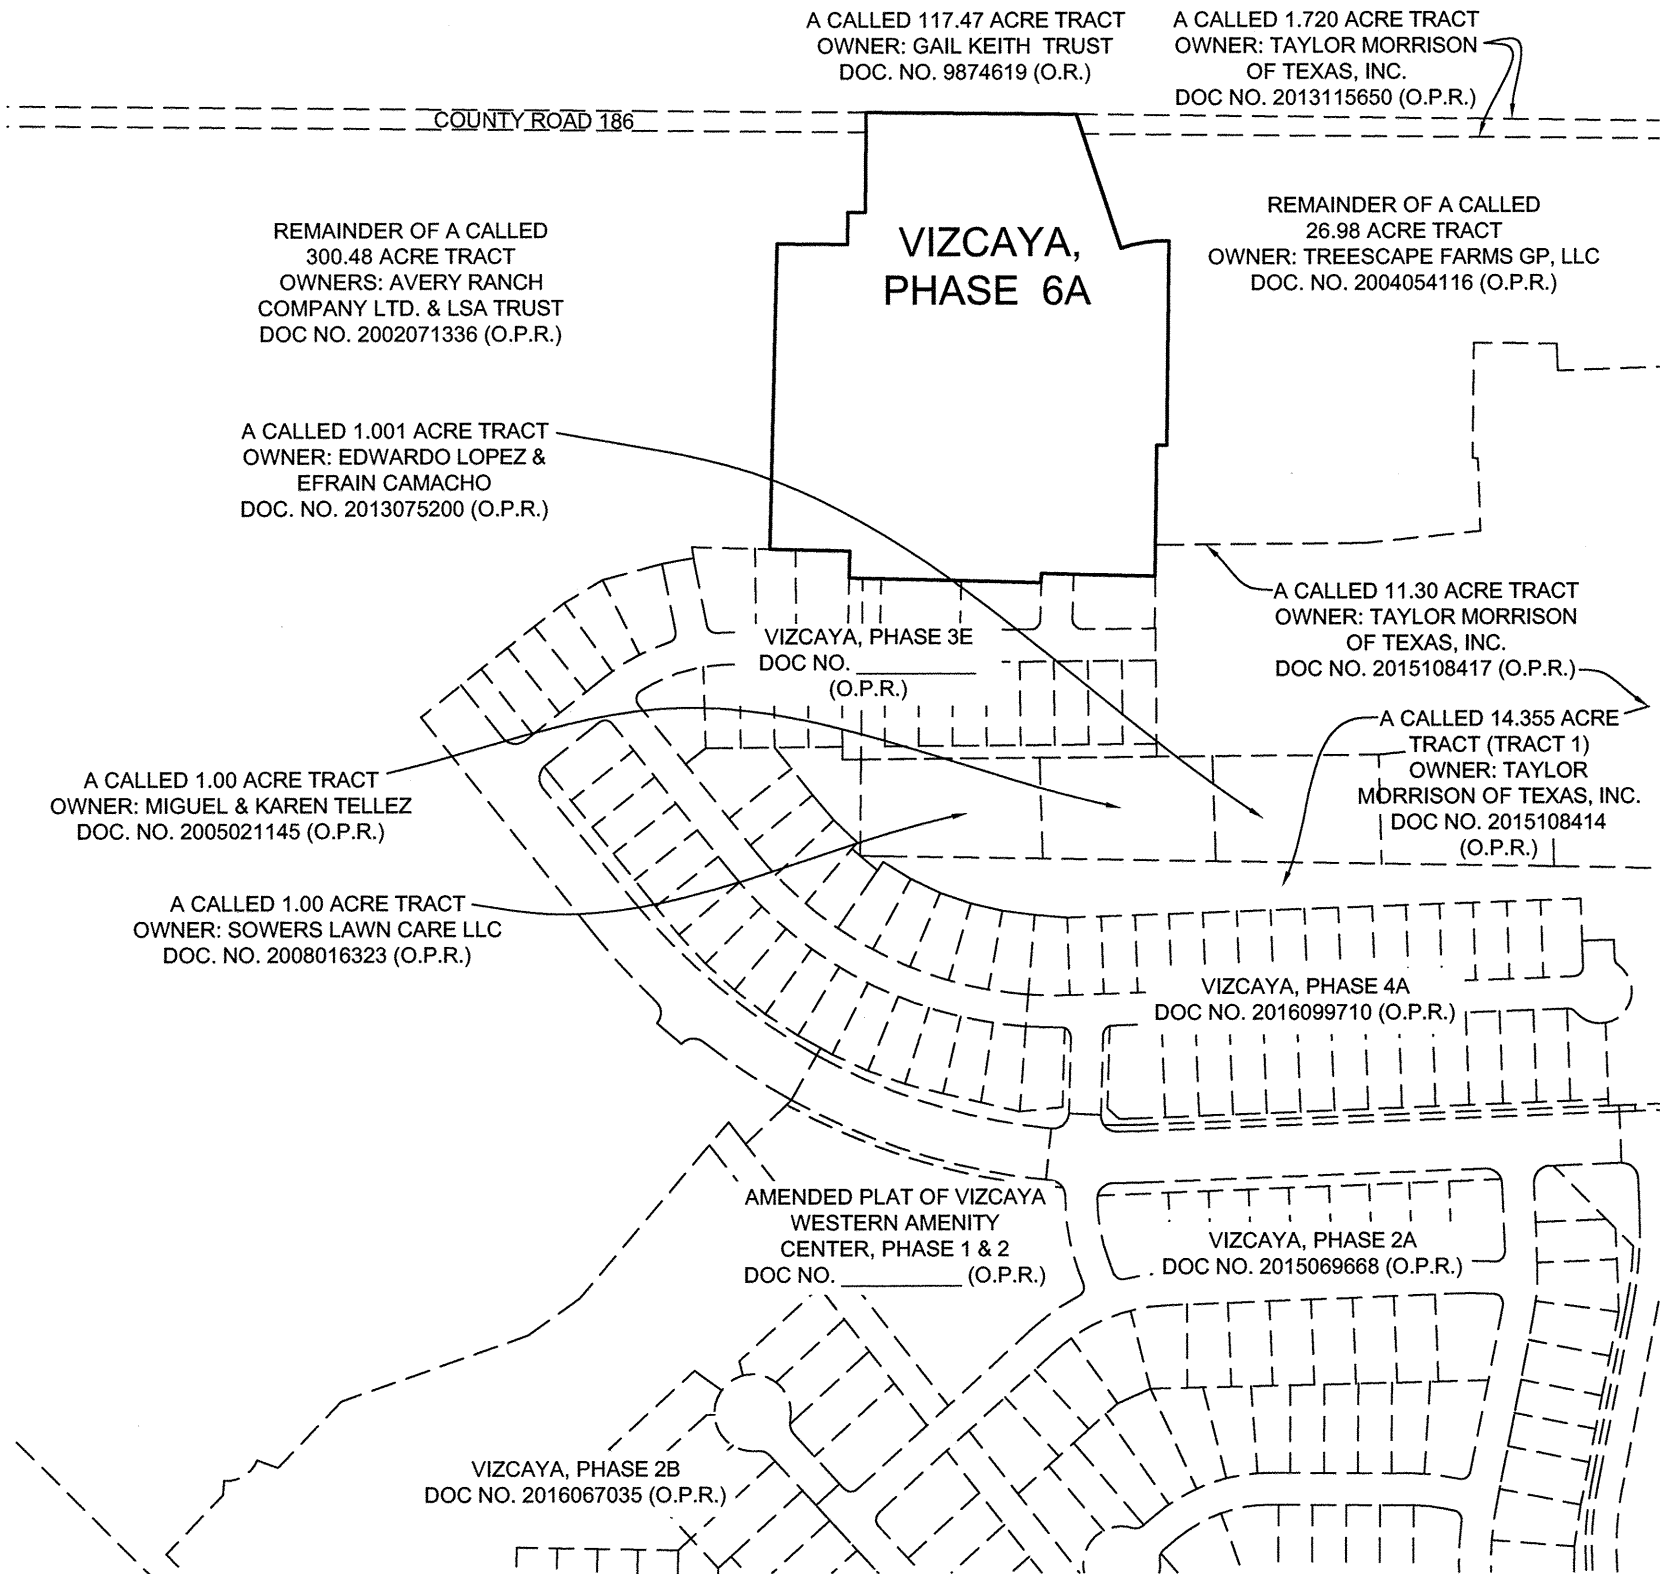 A CALLED 117.47 ACRE TRACT
OWNER: GAIL KEITH TRUST
DOC. NO. 9874619 (O.R.)
A CALLED 1.720 ACRE TRACT
OWNER: TAYLOR MORRISON
OF TEXAS, INC.
DOC NO. 2013115650 (O.P.R.)
COUNTY ROAD 186
REMAINDER OF A CALLED
300.48 ACRE TRACT
OWNERS: AVERY RANCH
COMPANY LTD. & LSA TRUST
DOC NO. 2002071336 (O.P.R.)
VIZCAYA,
PHASE 6A
REMAINDER OF A CALLED
26.98 ACRE TRACT
OWNER: TREESCAPE FARMS GP, LLC
DOC. NO. 2004054116 (O.P.R.)
A CALLED 1.001 ACRE TRACT
OWNER: EDWARDO LOPEZ &
EFRAIN CAMACHO
DOC. NO. 2013075200 (O.P.R.)
A CALLED 11.30 ACRE TRACT
OWNER: TAYLOR MORRISON
OF TEXAS, INC.
DOC NO. 2015108417 (O.P.R.)
VIZCAYA, PHASE 3E
DOC NO. __________
(O.P.R.)
A CALLED 14.355 ACRE
TRACT (TRACT 1)
OWNER: TAYLOR
MORRISON OF TEXAS, INC.
DOC NO. 2015108414
(O.P.R.)
A CALLED 1.00 ACRE TRACT
OWNER: MIGUEL & KAREN TELLEZ
DOC. NO. 2005021145 (O.P.R.)
A CALLED 1.00 ACRE TRACT
OWNER: SOWERS LAWN CARE LLC
DOC. NO. 2008016323 (O.P.R.)
VIZCAYA, PHASE 4A
DOC NO. 2016099710 (O.P.R.)
AMENDED PLAT OF VIZCAYA
WESTERN AMENITY
CENTER, PHASE 1 & 2
DOC NO. __________ (O.P.R.)
VIZCAYA, PHASE 2A
DOC NO. 2015069668 (O.P.R.)
VIZCAYA, PHASE 2B
DOC NO. 2016067035 (O.P.R.)